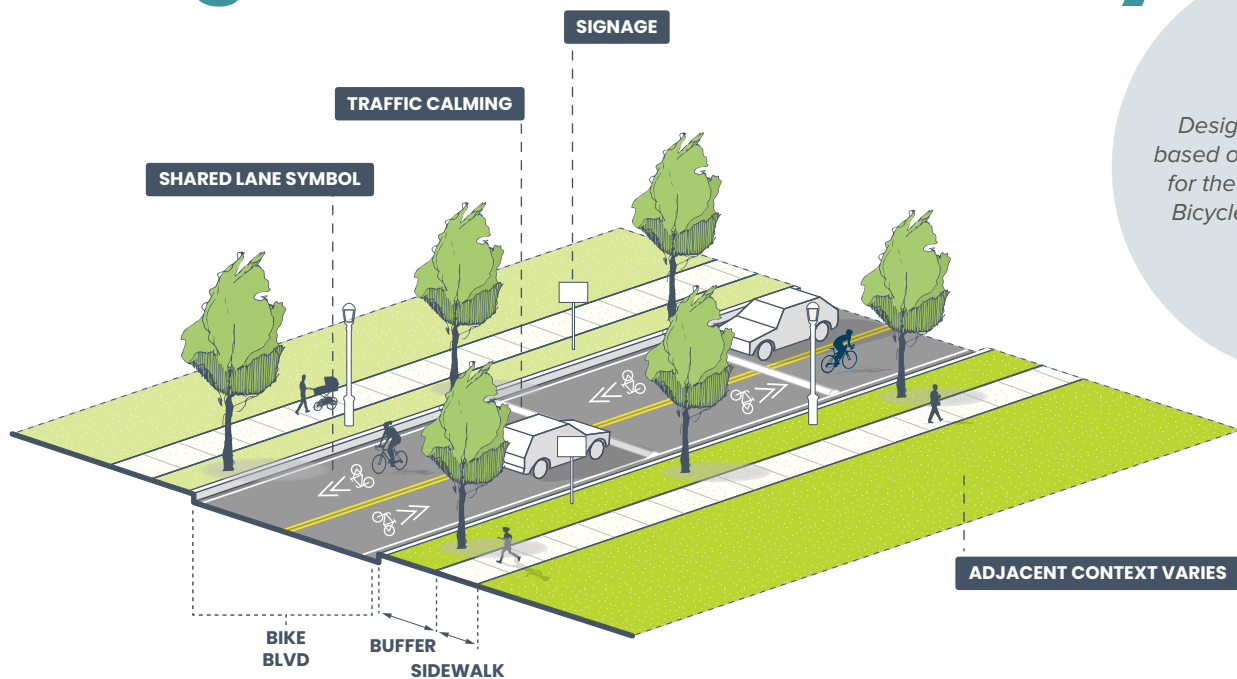 SIGNAGE
TRAFFIC CALMING
SHARED LANE SYMBOL
Desig
based o
for the
Bicycle
ADJACENT CONTEXT VARIES
BIKE
BLVD
BUFFER
SIDEWALK